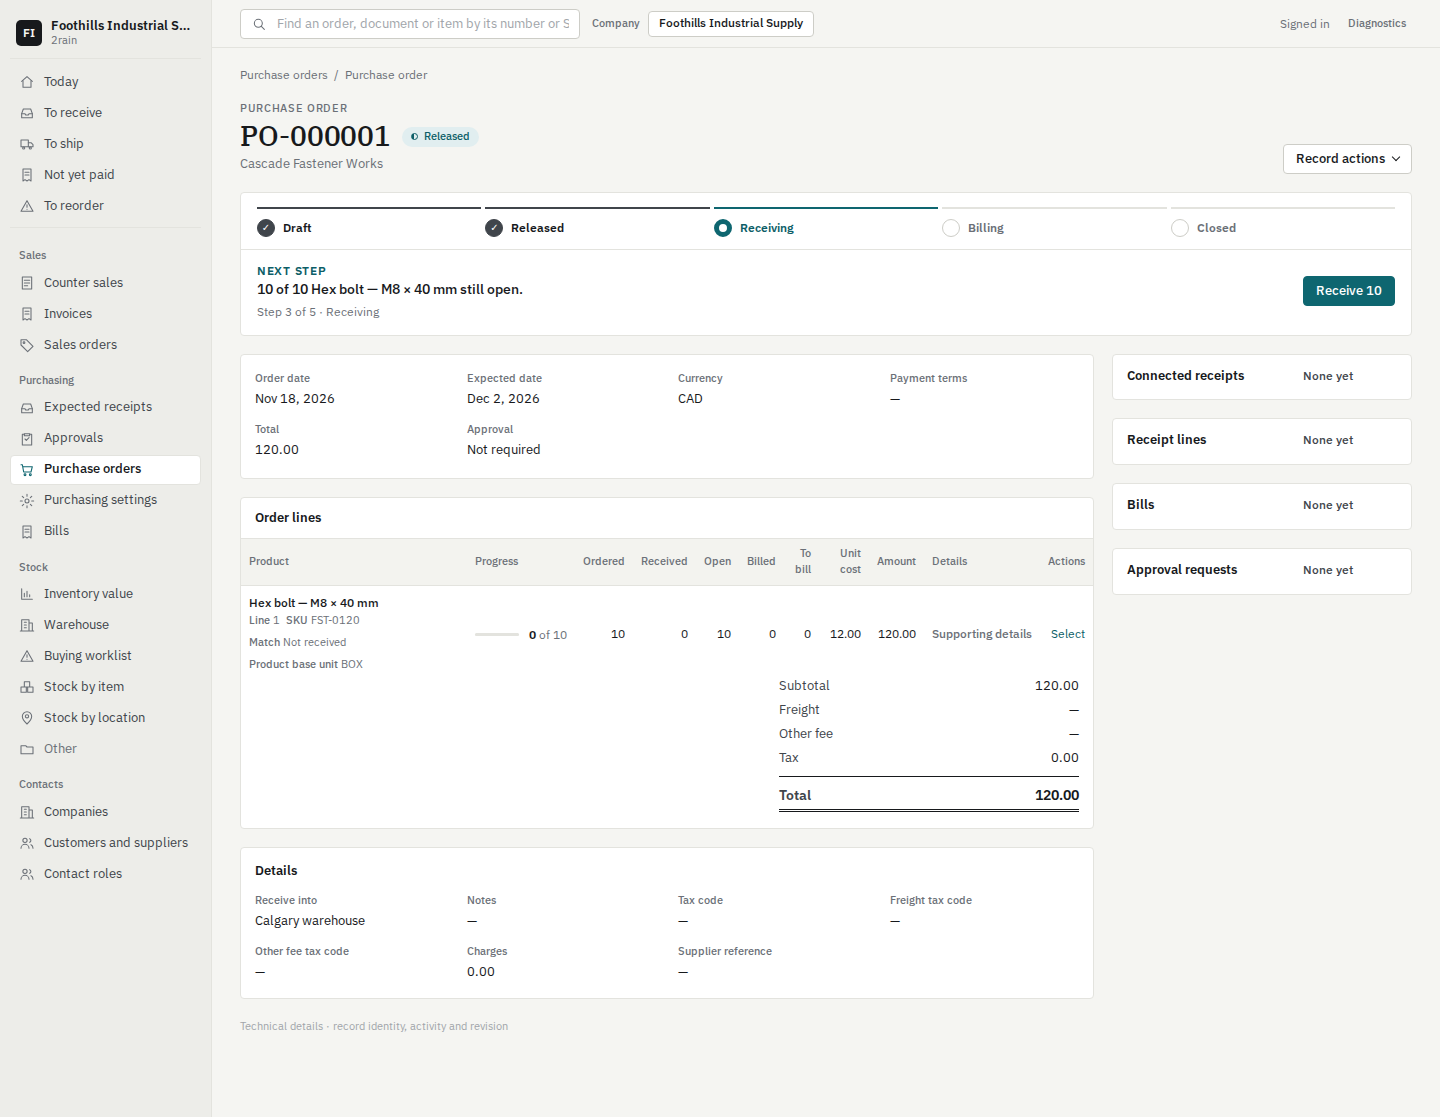 FI
Foothills Industrial S...
2rain
Today
To receive
To ship
Not yet paid
To reorder
Sales
Counter sales
Invoices
Sales orders
Purchasing
Expected receipts
Approvals
Purchase orders
Purchasing settings
Bills
Stock
Inventory value
Warehouse
Buying worklist
Stock by item
Stock by location
Other
Contacts
Companies
Customers and suppliers
Contact roles
Find an order, document or item by its number or S
Company
Foothills Industrial Supply
Signed in
Diagnostics
Purchase orders / Purchase order
PURCHASE ORDER
PO-000001
Released
Cascade Fastener Works
Record actions
Draft
Released
Receiving
Billing
Closed
NEXT STEP
10 of 10 Hex bolt — M8 × 40 mm still open.
Step 3 of 5 · Receiving
Receive 10
Order date
Expected date
Currency
Payment terms
Nov 18, 2026
Dec 2, 2026
CAD
—
Total
Approval
120.00
Not required
Connected receipts
None yet
Receipt lines
None yet
Bills
None yet
Approval requests
None yet
Order lines
Product
Progress
Ordered
Received
Open
Billed
To bill
Unit cost
Amount
Details
Actions
Hex bolt — M8 × 40 mm
Line 1 SKU FST-0120
Match Not received
Product base unit BOX
0 of 10
10
0
10
0
0
12.00
120.00
Supporting details
Select
Subtotal
120.00
Freight
—
Other fee
—
Tax
0.00
Total
120.00
Details
Receive into
Notes
Tax code
Freight tax code
Calgary warehouse
—
—
—
Other fee tax code
Charges
Supplier reference
—
0.00
—
Technical details · record identity, activity and revision